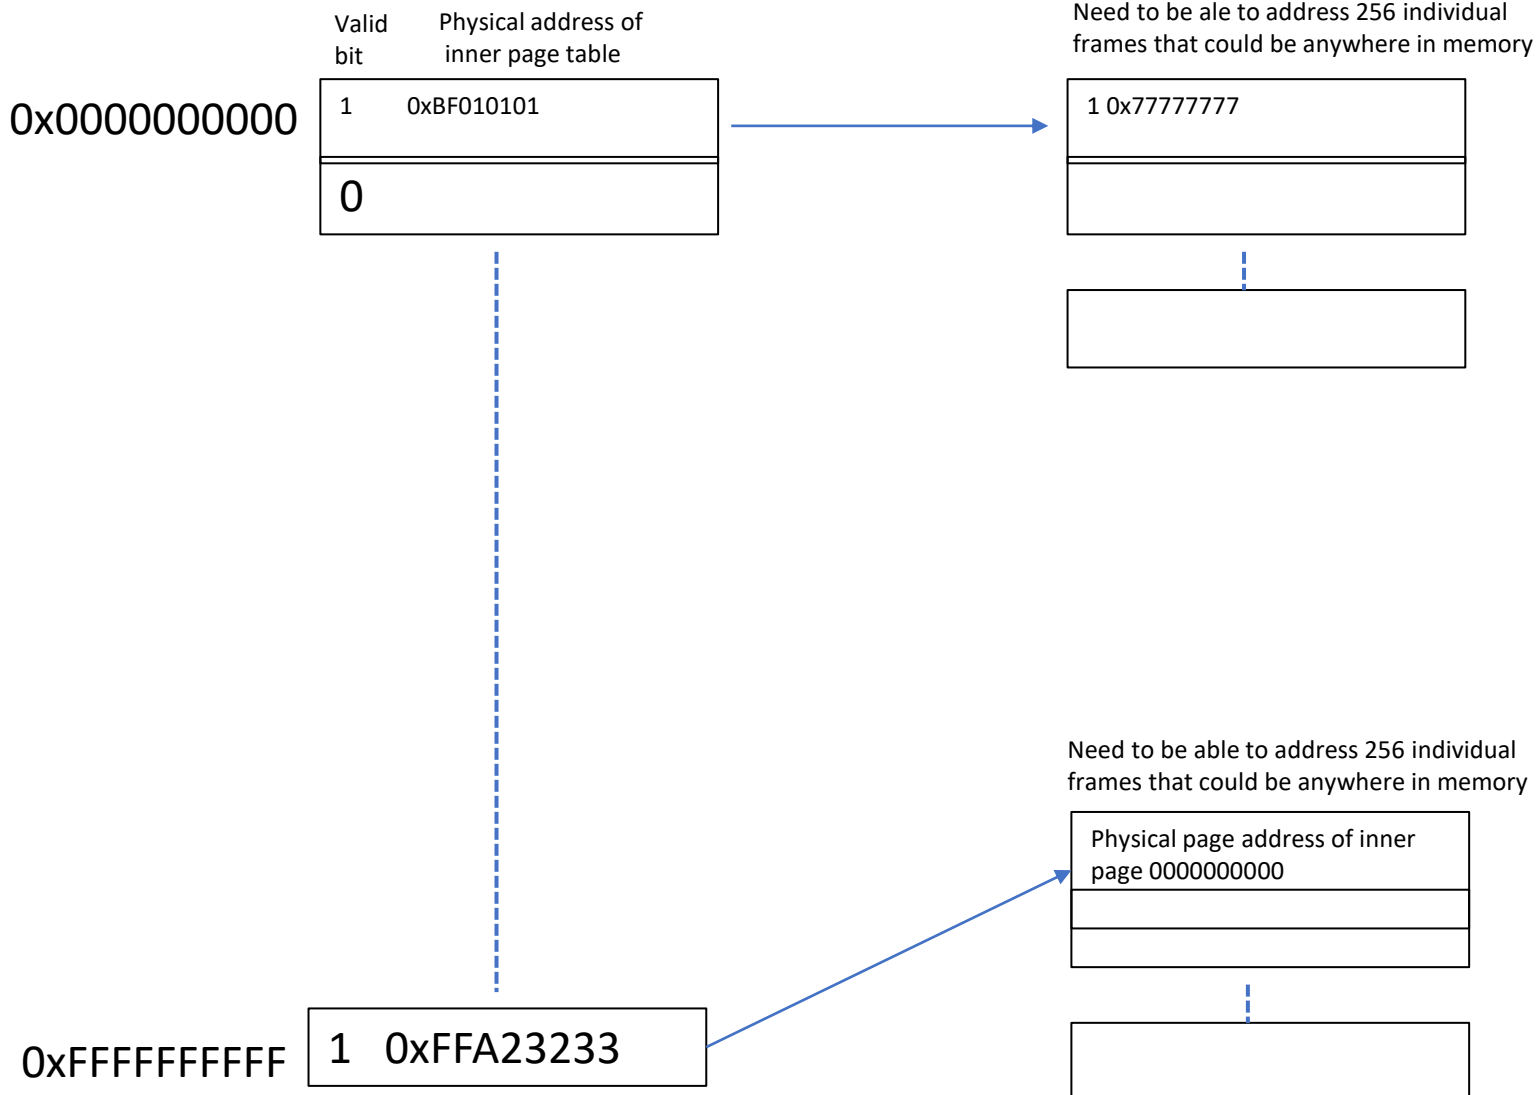 Valid
bit
Physical address of
inner page table
Need to be ale to address 256 individual
frames that could be anywhere in memory
0x0000000000
1 0xBF010101
1 0x77777777
0
Need to be able to address 256 individual
frames that could be anywhere in memory
Physical page address of inner
page 0000000000
0xFFFFFFFFFF
1 0xFFA23233